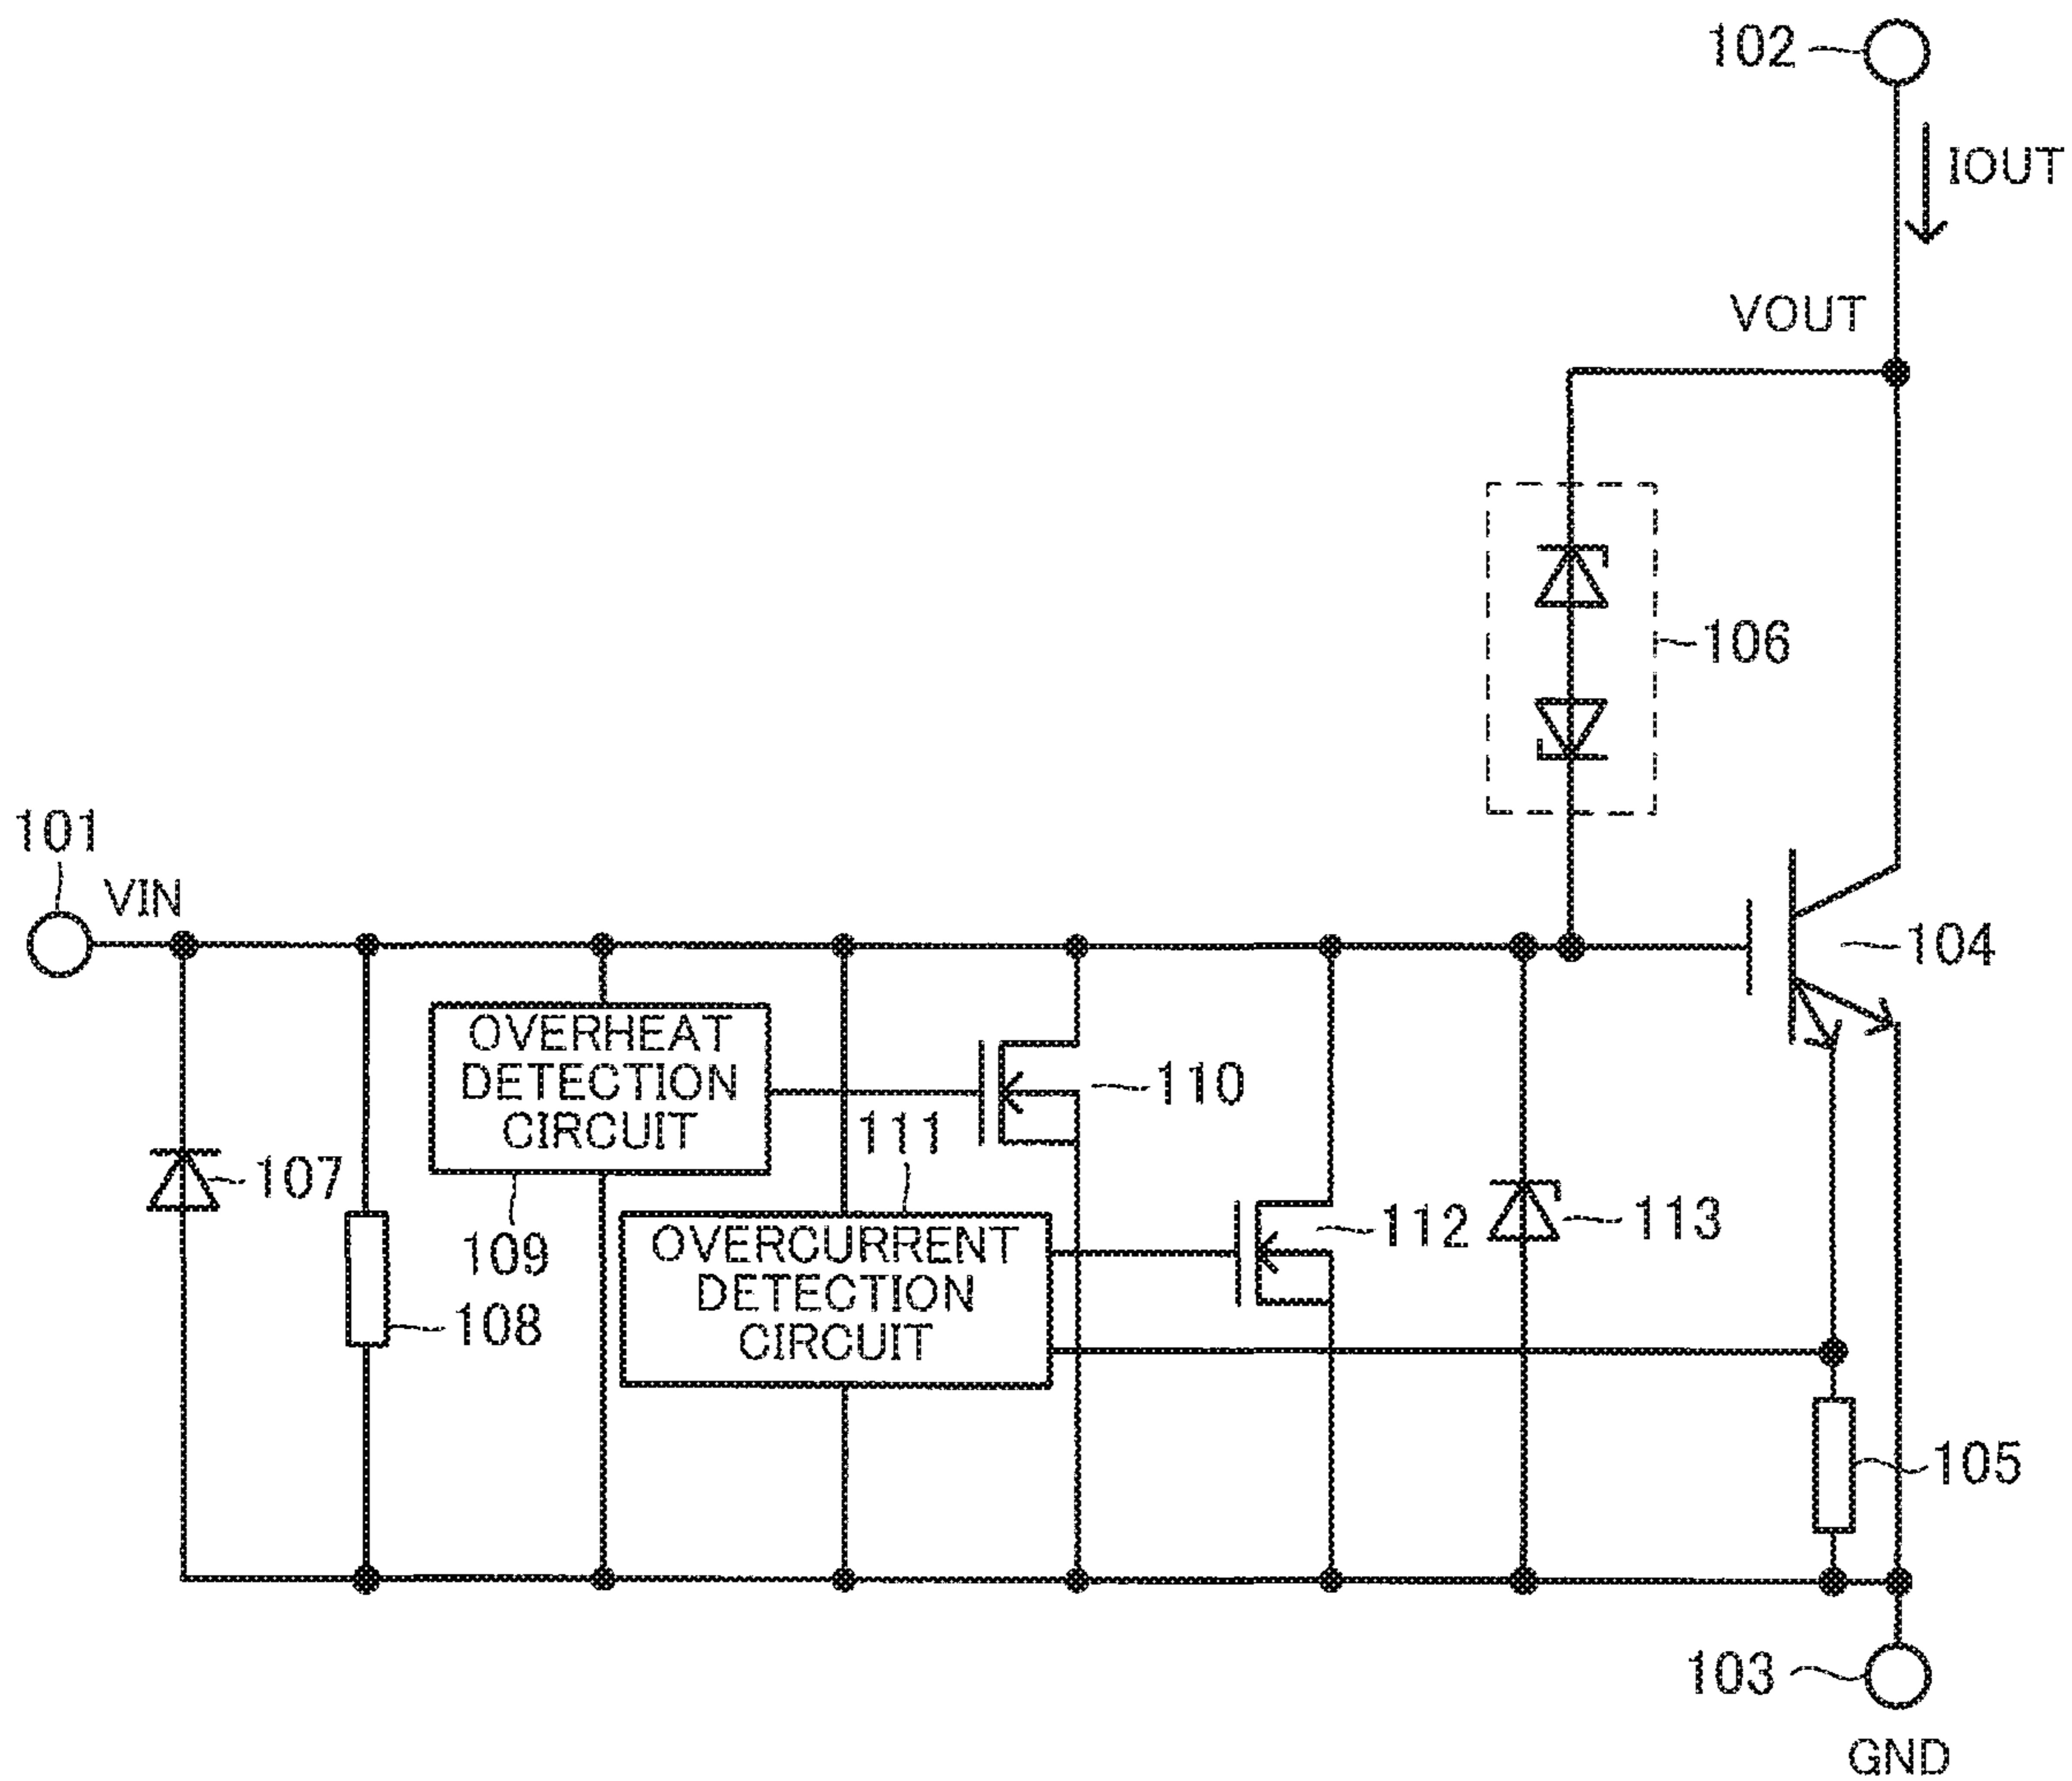 102
IOUT
VOUT
106
101
VIN
104
OVERHEAT
DETECTION
CIRCUIT
110
111
107
109
108
OVERCURRENT
DETECTION
CIRCUIT
112
113
105
103
GND